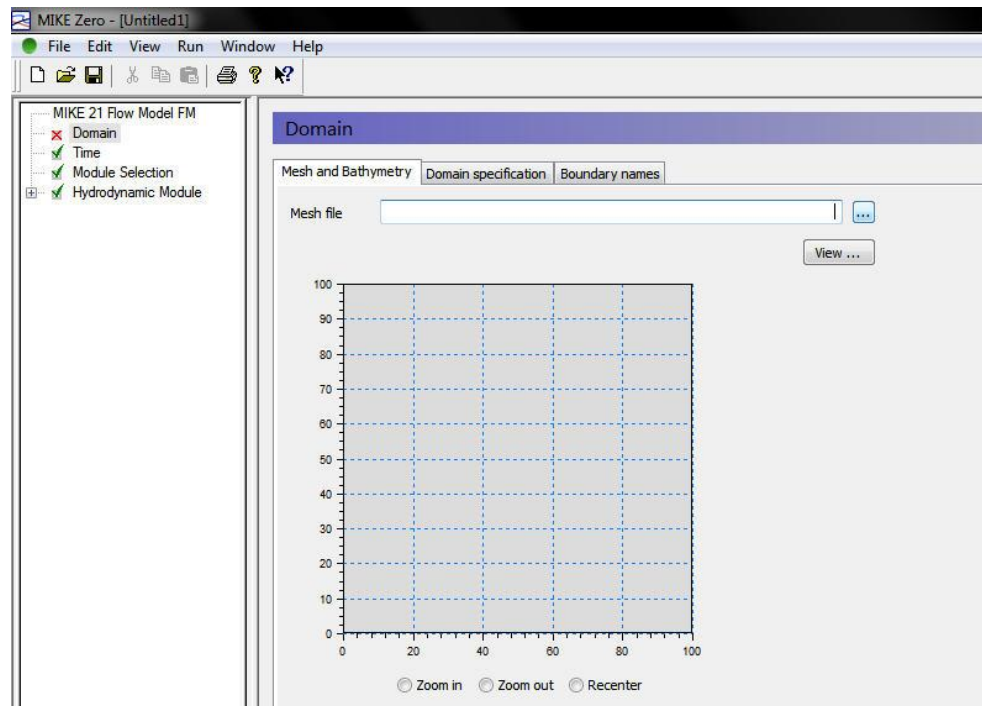 MIKE Zero - [Untitled1]
File Edit View Run Window Help
MIKE 21 Flow Model FM
Domain
Time
Module Selection
Hydrodynamic Module
Domain
Mesh and Bathymetry Domain specification Boundary names
Mesh file ...
View ...
100
90
80
70
60
50
40
30
20
10
0
0 20 40 60 80 100
Zoom in Zoom out Recenter